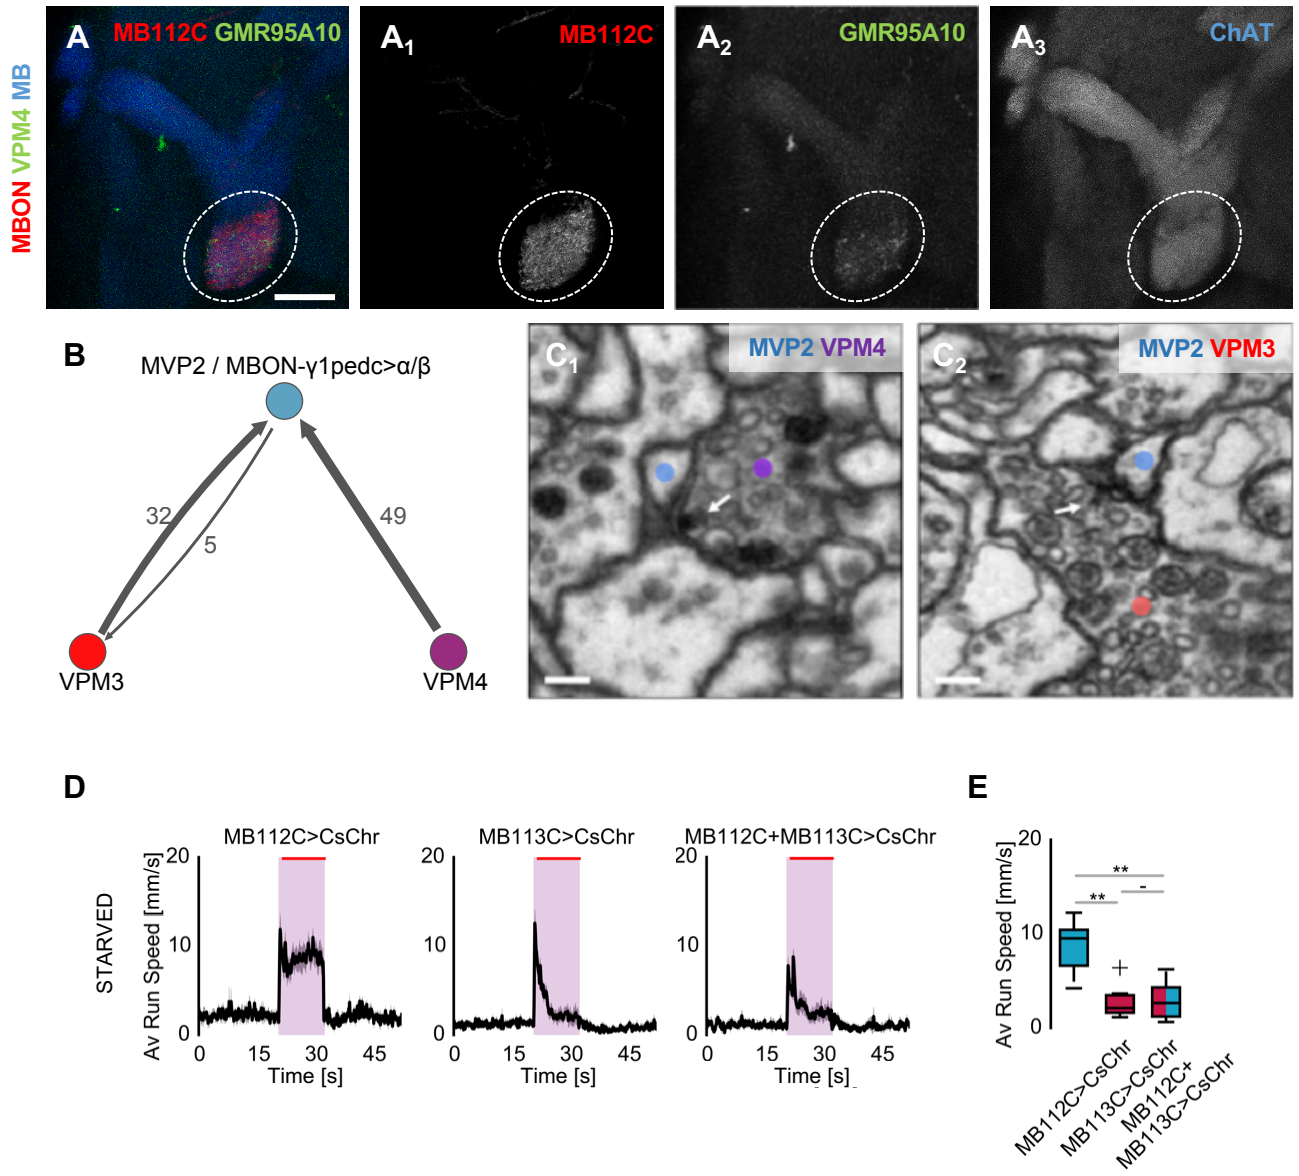 A MB112C GMR95A10
A1 MB112C
A2 GMR95A10
A3 ChAT
MBON VPM4 MB
B
MVP2 / MBON-γ1pedc>α/β
32
5
49
VPM3
VPM4
C1 MVP2 VPM4
C2 MVP2 VPM3
D
STARVED
MB112C>CsChr
MB113C>CsChr
MB112C+MB113C>CsChr
Av Run Speed [mm/s]
20
10
0
0 15 30 45
Time [s]
20
10
0
0 15 30 45
Time [s]
20
10
0
0 15 30 45
Time [s]
E
Av Run Speed [mm/s]
20
10
0
**
** -
MB112C>CsChr
MB113C>CsChr
MB112C+
MB113C>CsChr